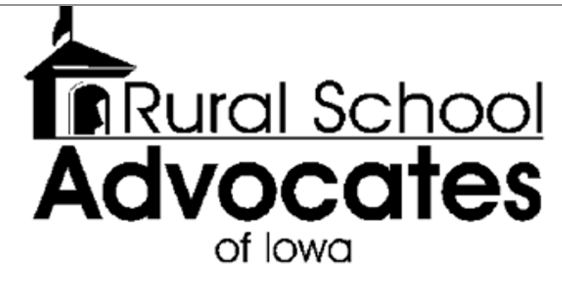 Rural School
Advocates
of Iowa